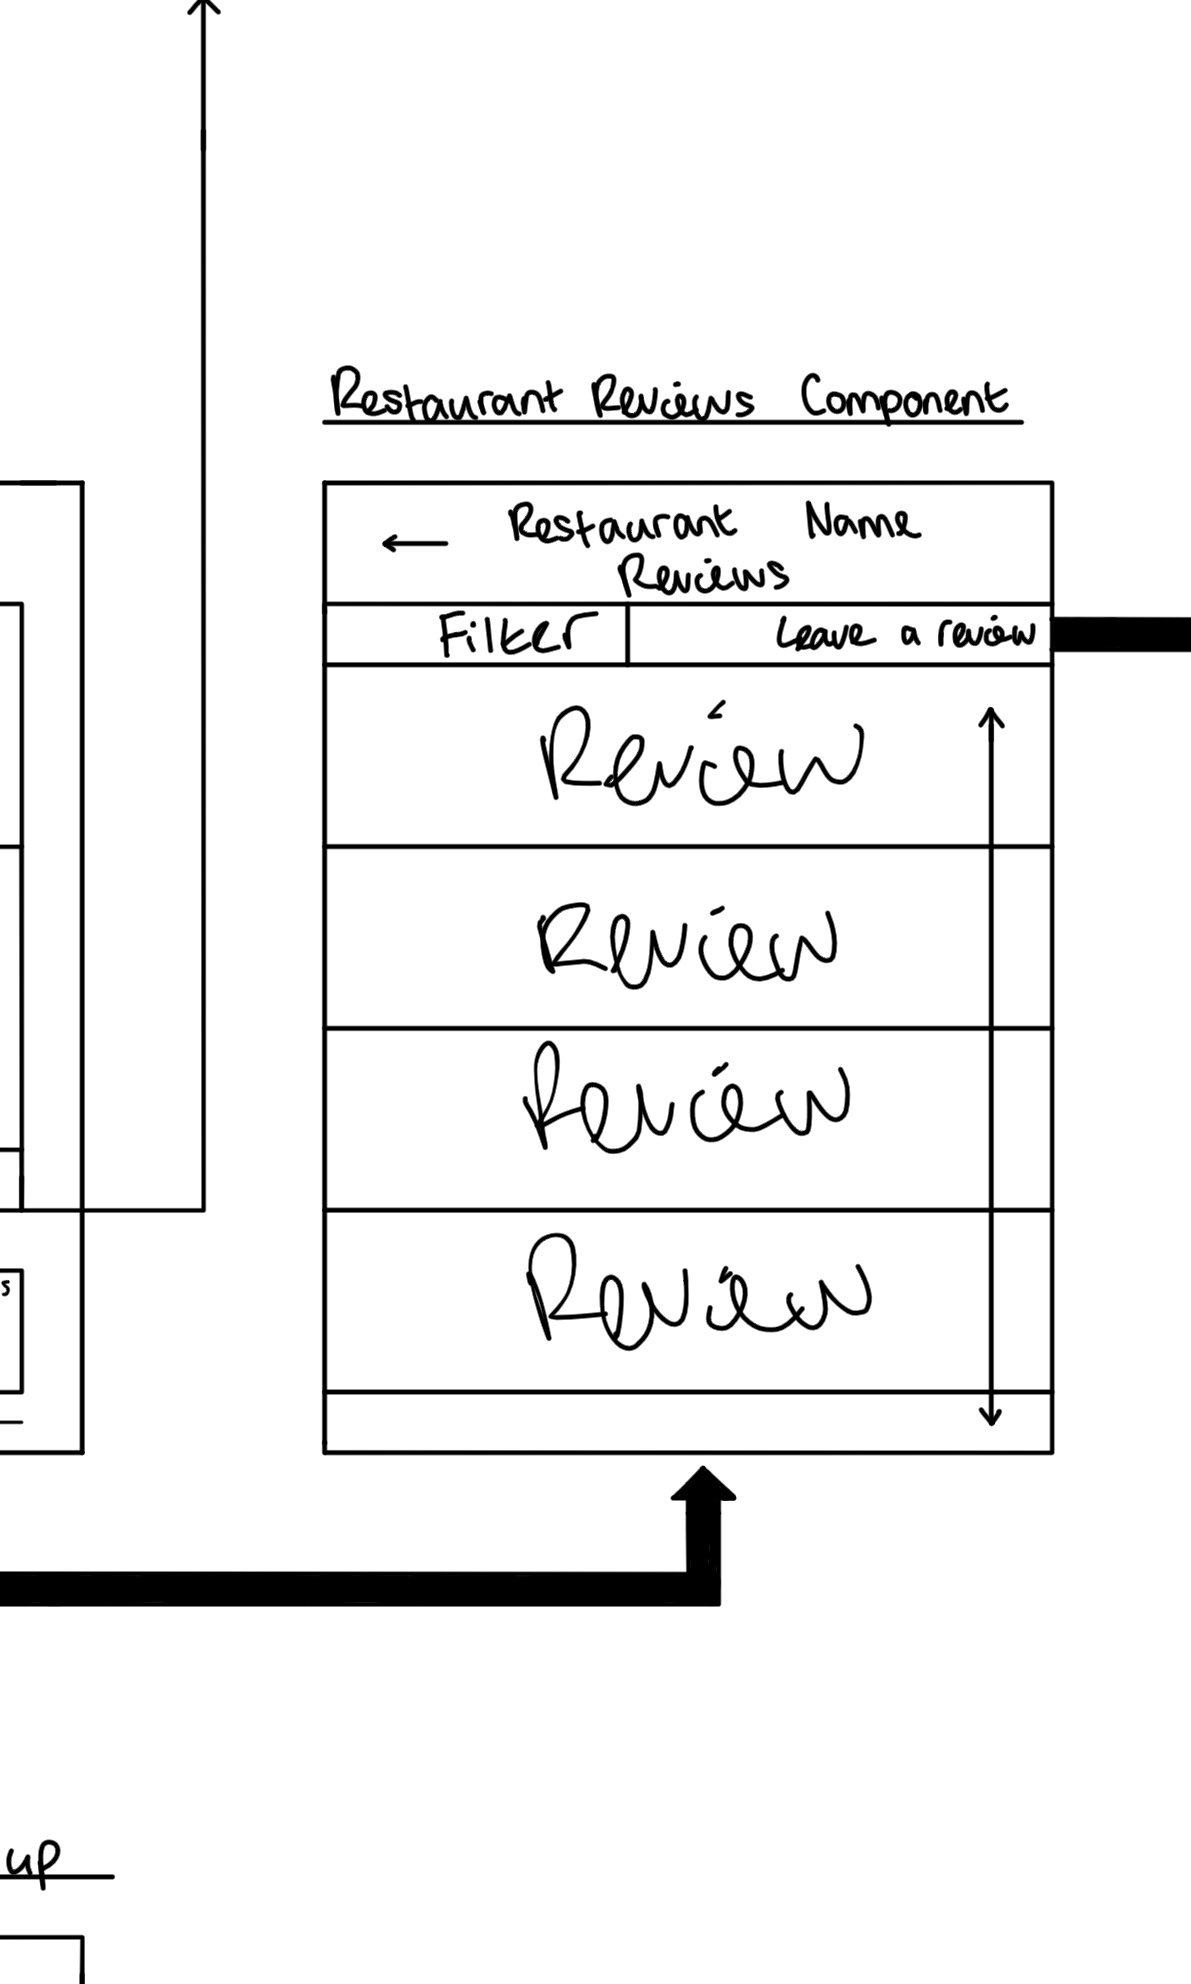 Restaurant Reviews Component
Restaurant Name
Reviews
Filter
Leave a review
Review
Review
Review
Review
s
up